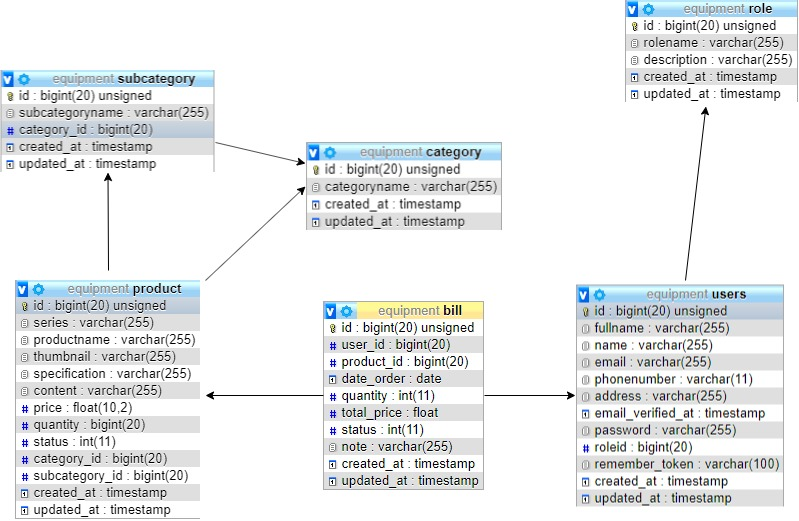 equipment role
id : bigint(20) unsigned
rolename : varchar(255)
description : varchar(255)
created_at : timestamp
updated_at : timestamp
equipment subcategory
id : bigint(20) unsigned
subcategoryname : varchar(255)
category_id : bigint(20)
created_at : timestamp
updated_at : timestamp
equipment category
id : bigint(20) unsigned
categoryname : varchar(255)
created_at : timestamp
updated_at : timestamp
equipment product
id : bigint(20) unsigned
series : varchar(255)
productname : varchar(255)
thumbnail : varchar(255)
specification : varchar(255)
content : varchar(255)
price : float(10,2)
quantity : bigint(20)
status : int(11)
category_id : bigint(20)
subcategory_id : bigint(20)
created_at : timestamp
updated_at : timestamp
equipment bill
id : bigint(20) unsigned
user_id : bigint(20)
product_id : bigint(20)
date_order : date
quantity : int(11)
total_price : float
status : int(11)
note : varchar(255)
created_at : timestamp
updated_at : timestamp
equipment users
id : bigint(20) unsigned
fullname : varchar(255)
name : varchar(255)
email : varchar(255)
phonenumber : varchar(11)
address : varchar(255)
email_verified_at : timestamp
password : varchar(255)
roleid : bigint(20)
remember_token : varchar(100)
created_at : timestamp
updated_at : timestamp